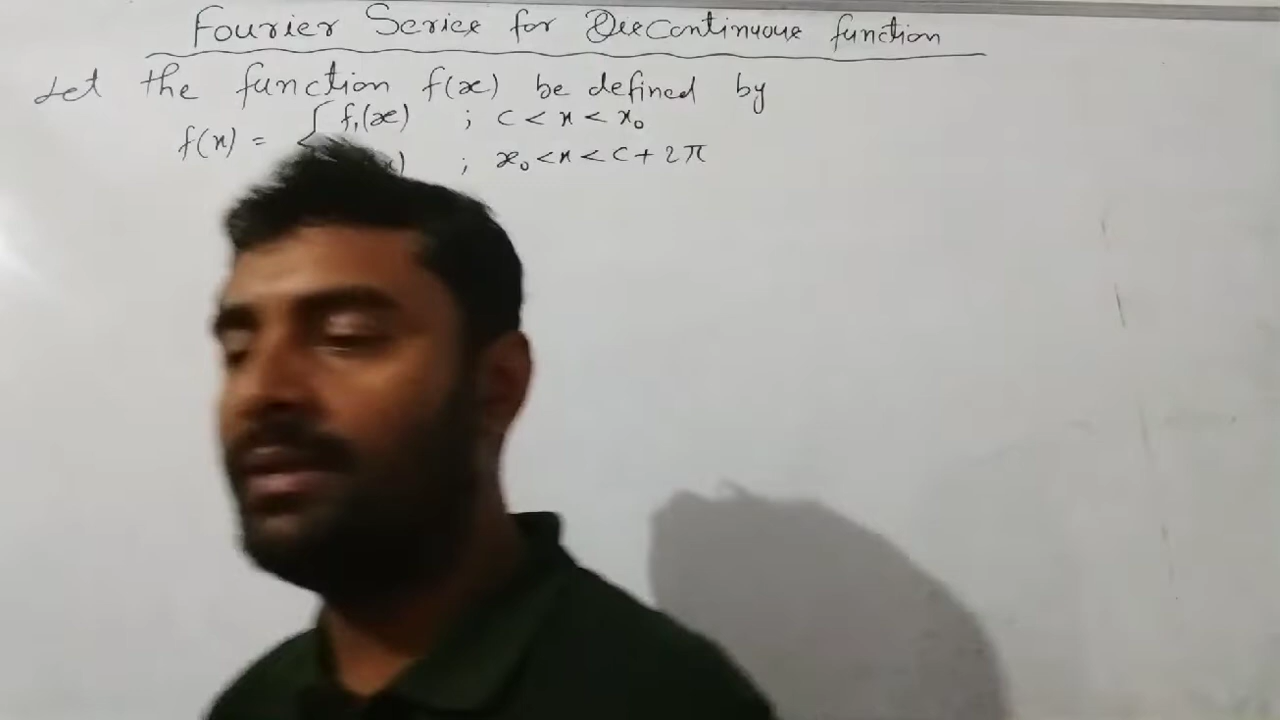 Fourier Series for Discontinuous function
Let the function f(x) be defined by
f(x) = { f₁(x) ; c < x < x₀
x) ; x₀ < x < c + 2π